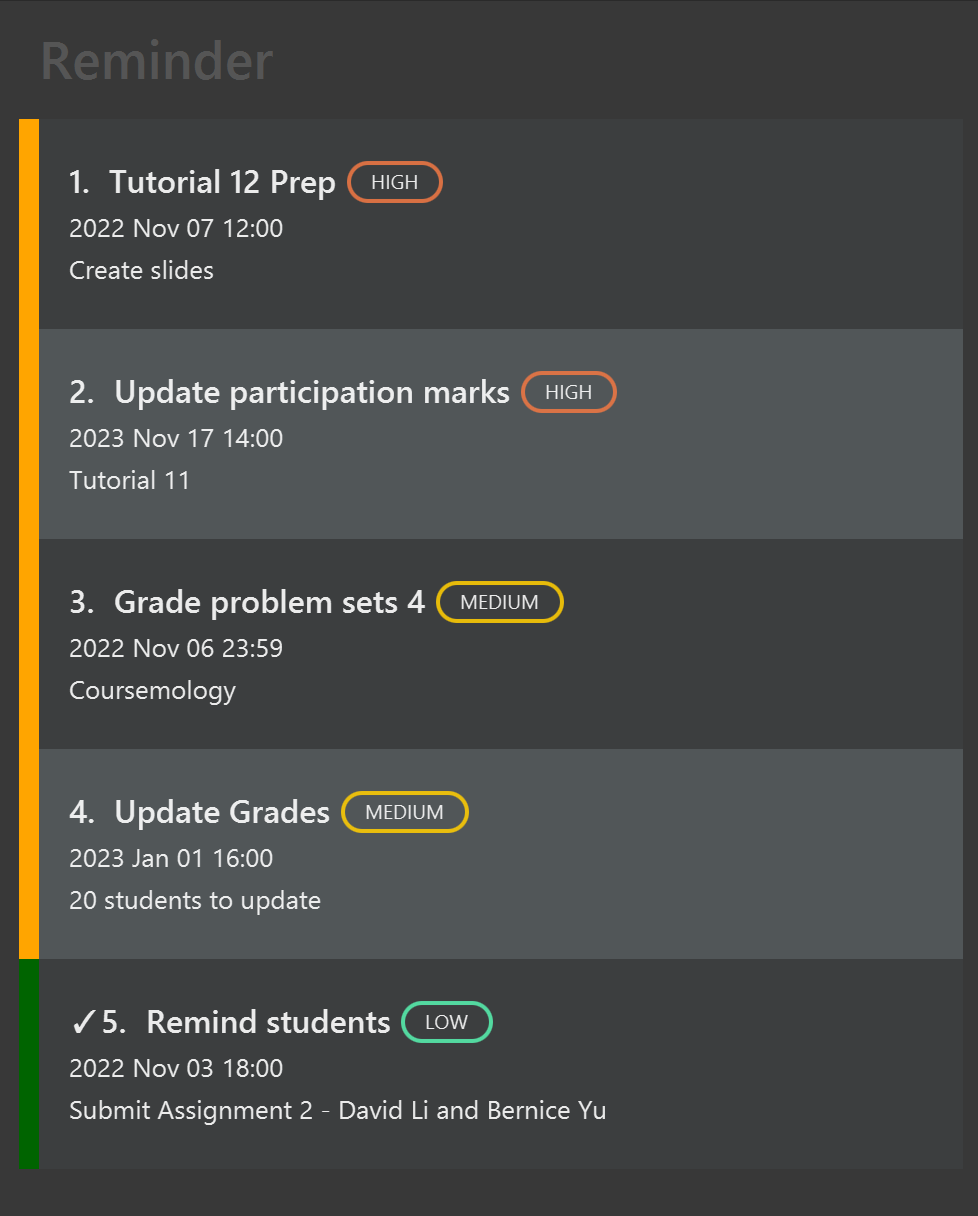 Reminder
1. Tutorial 12 Prep HIGH
2022 Nov 07 12:00
Create slides
2. Update participation marks HIGH
2023 Nov 17 14:00
Tutorial 11
3. Grade problem sets 4 MEDIUM
2022 Nov 06 23:59
Coursemology
4. Update Grades MEDIUM
2023 Jan 01 16:00
20 students to update
✓5. Remind students LOW
2022 Nov 03 18:00
Submit Assignment 2 - David Li and Bernice Yu